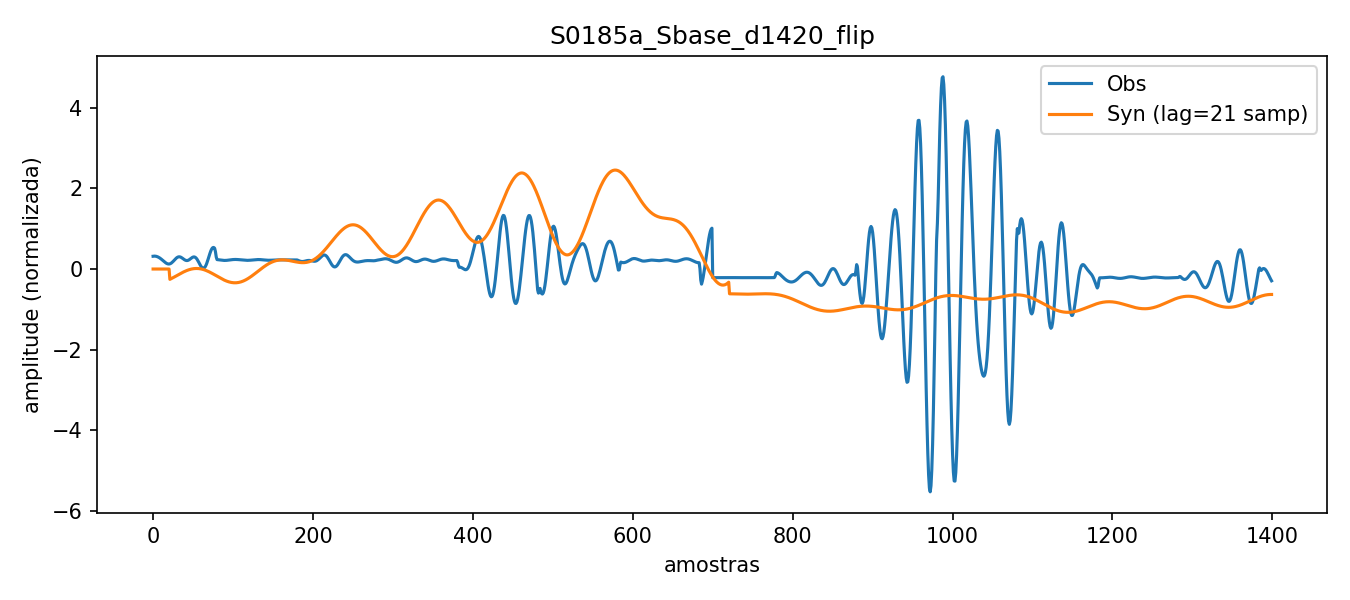 S0185a_Sbase_d1420_flip
Obs
Syn (lag=21 samp)
amplitude (normalizada)
4
2
0
−2
−4
−6
0 200 400 600 800 1000 1200 1400
amostras